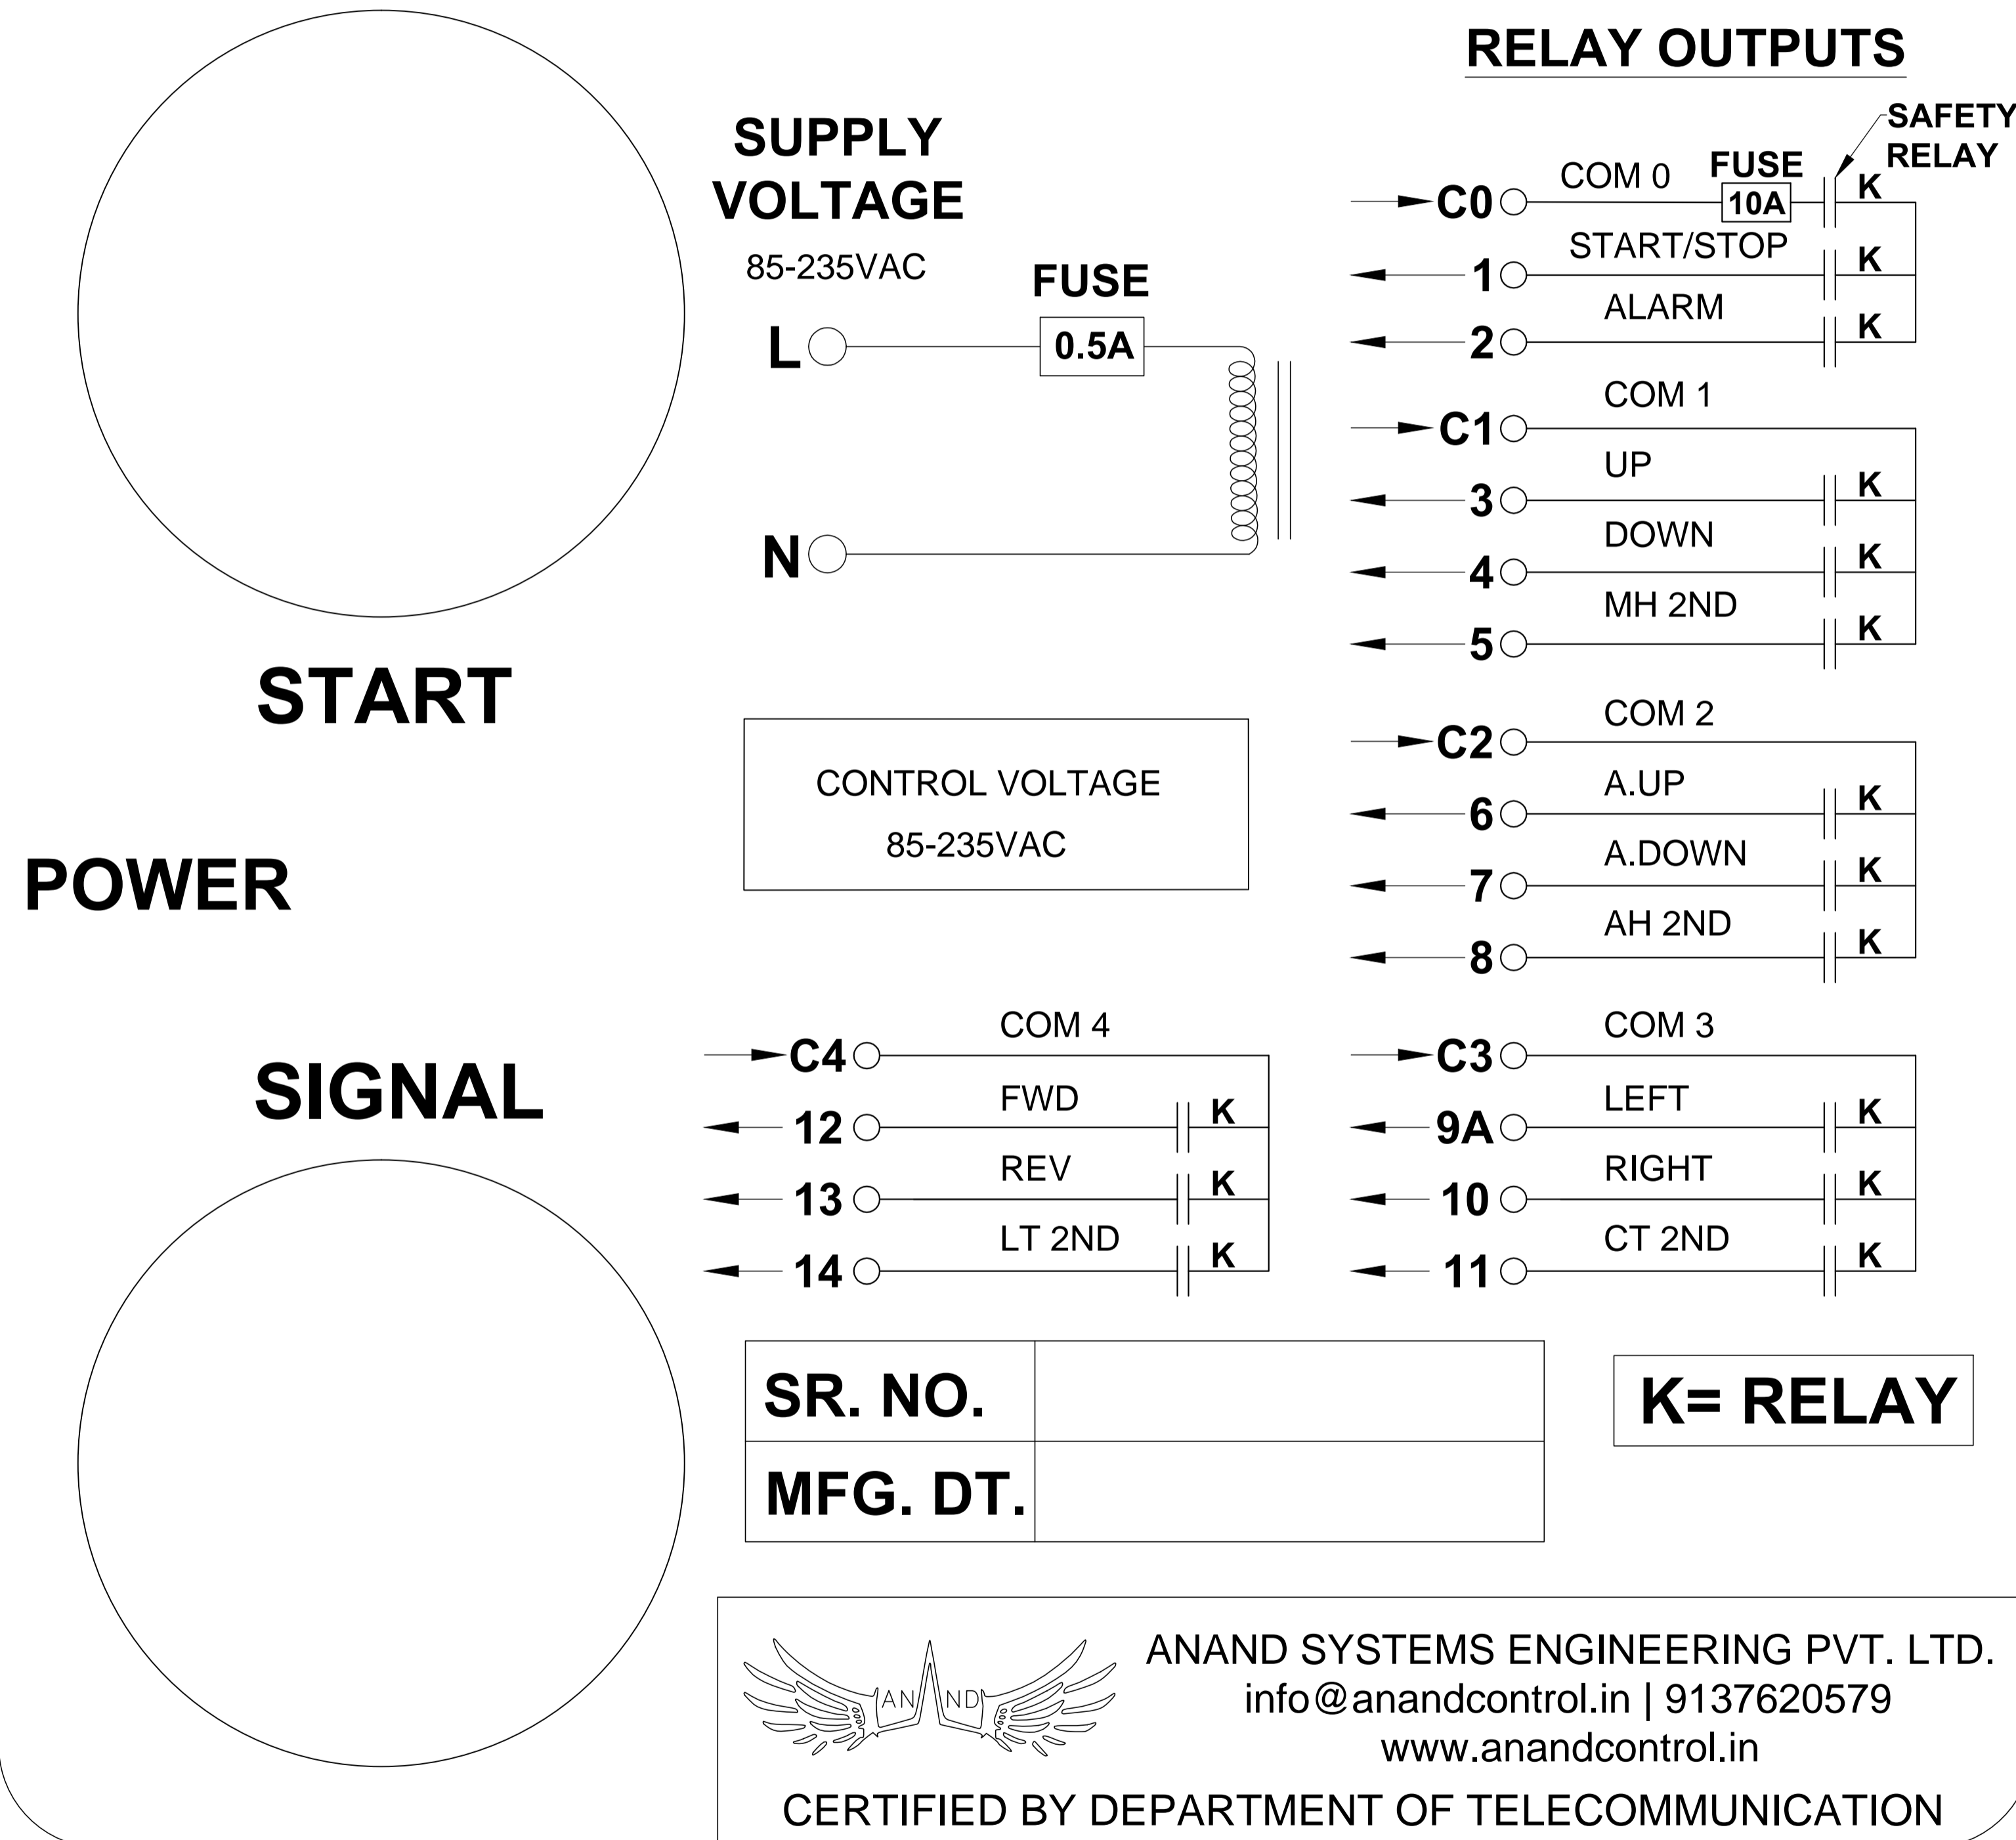 RELAY OUTPUTS
SUPPLY
VOLTAGE
85-235VAC
FUSE
L
0.5A
N
START
CONTROL VOLTAGE
85-235VAC
POWER
SIGNAL
SAFETY
RELAY
COM 0
FUSE
C0
10A
K
START/STOP
1
K
ALARM
2
K
COM 1
C1
UP
3
K
DOWN
4
K
MH 2ND
5
K
COM 2
C2
A.UP
6
K
A.DOWN
7
K
AH 2ND
8
K
COM 4
C4
FWD
12
K
REV
13
K
LT 2ND
14
K
COM 3
C3
LEFT
9A
K
RIGHT
10
K
CT 2ND
11
K
SR. NO.
MFG. DT.
K= RELAY
AN ND
ANAND SYSTEMS ENGINEERING PVT. LTD.
info@anandcontrol.in | 9137620579
www.anandcontrol.in
CERTIFIED BY DEPARTMENT OF TELECOMMUNICATION